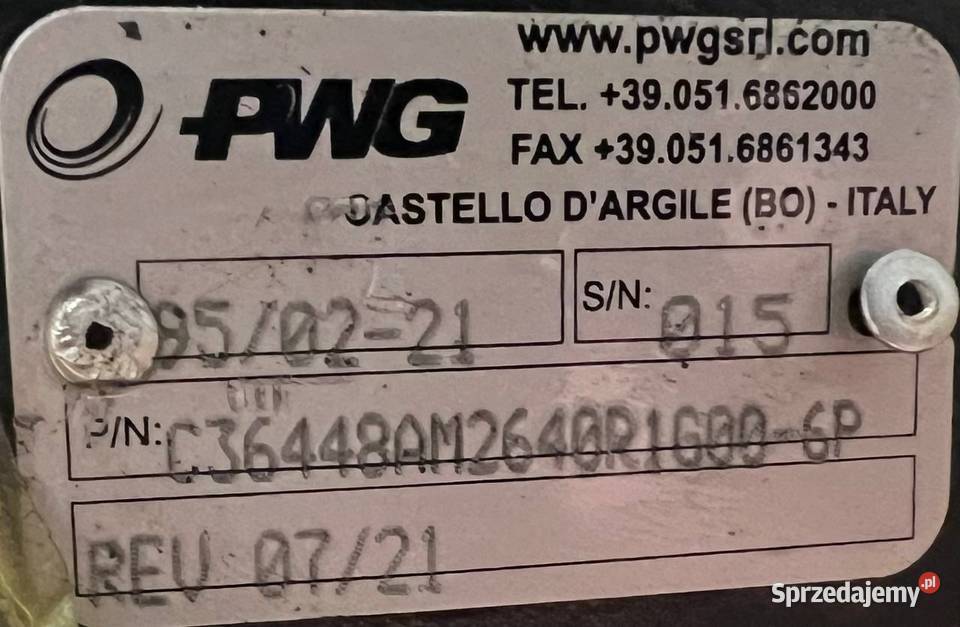 www.pwgsrl.com
PWG
TEL. +39.051.6862000
FAX +39.051.6861343
CASTELLO D'ARGILE (BO) - ITALY
95/02-21
S/N: 015
P/N: C36448AM2640R1G00-6P
REV 07/21
Sprzedajemy.pl